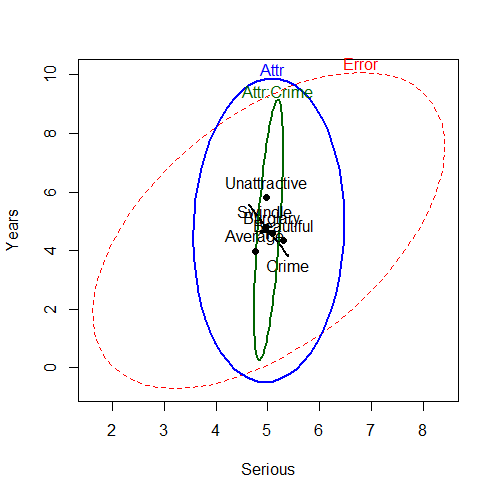 Error
Attr
Attr:Crime
Unattractive
Swindle
Burglary
Beautiful
Average
Crime
Years
0
2
4
6
8
10
2 3 4 5 6 7 8
Serious